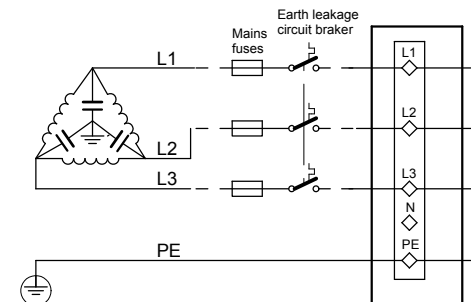 Earth leakage
circuit braker
Mains
fuses
L1
L1
L2
L2
L3
L3
N
PE
PE